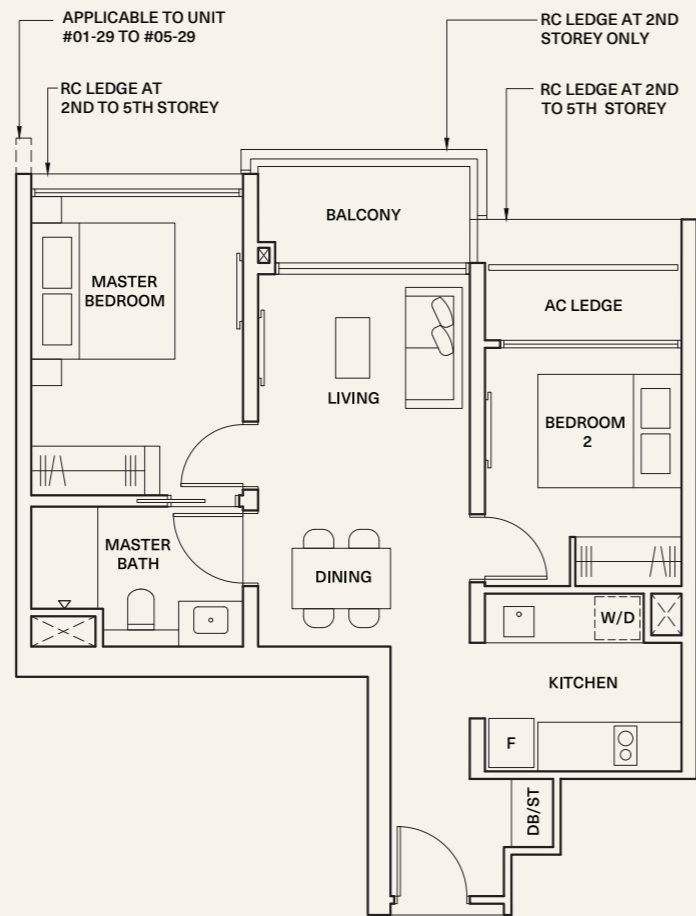 APPLICABLE TO UNIT
#01-29 TO #05-29
RC LEDGE AT 2ND
STOREY ONLY
RC LEDGE AT
2ND TO 5TH STOREY
RC LEDGE AT 2ND
TO 5TH STOREY
BALCONY
MASTER
BEDROOM
AC LEDGE
LIVING
BEDROOM
2
MASTER
BATH
DINING
W/D
KITCHEN
F
DB/ST